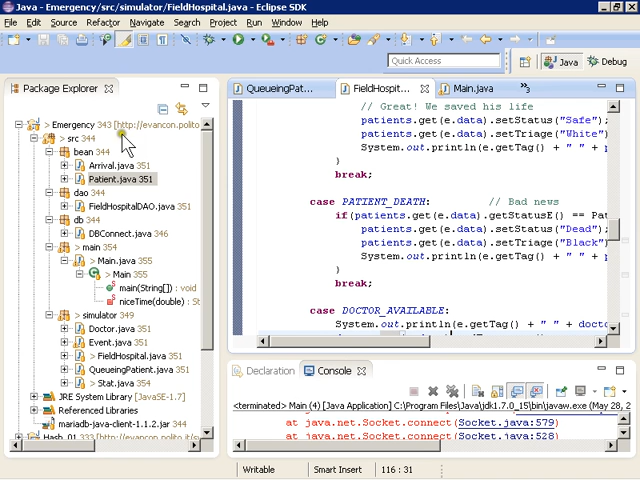 Java - Emergency/src/simulator/FieldHospital.java - Eclipse SDK
File Edit Source Refactor Navigate Search Project Run Window Help
Quick Access
Java
Debug
Package Explorer
> Emergency 343 [http://evancon.polito
> src 344
bean 344
Arrival.java 351
Patient.java 351
dao 344
FieldHospitalDAO.java 351
db 344
DBConnect.java 346
> main 354
> Main.java 355
> Main 355
main(String[]) : void
niceTime(double) : St
> simulator 349
Doctor.java 351
> Event.java 351
> FieldHospital.java 351
QueueingPatient.java 351
> Stat.java 354
JRE System Library [JavaSE-1.7]
Referenced Libraries
mariadb-java-client-1.1.2.jar 344
Hash_01 303 [http://evancon.polito.it/s
QueueingPat...
FieldHospital....
Main.java
»3
// Great! We saved his life
patients.get(e.data).setStatus("Safe");
patients.get(e.data).setTriage("White")
System.out.println(e.getTag() + " " + p
}
break;
case PATIENT_DEATH: // Bad news
if(patients.get(e.data).getStatusE() == Pat
patients.get(e.data).setStatus("Dead");
patients.get(e.data).setTriage("Black")
System.out.println(e.getTag() + " " + p
}
break;
case DOCTOR_AVAILABLE:
System.out.println(e.getTag() + " " + docto
Declaration
Console
<terminated> Main (4) [Java Application] C:\Program Files\Java\jdk1.7.0_15\bin\javaw.exe (May 28,
at java.net.Socket.connect(Socket.java:579)
at java.net.Socket.connect(Socket.java:528)
Writable
Smart Insert
116 : 31